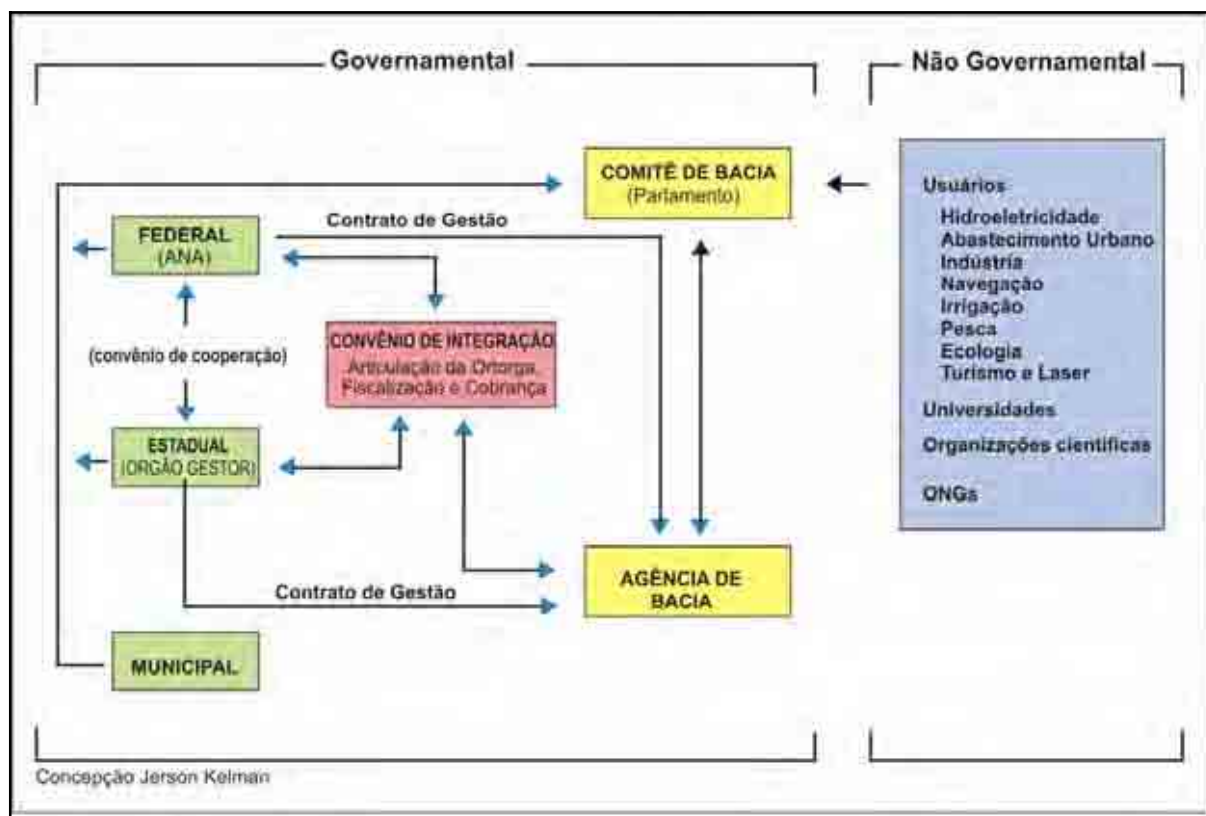 Governamental
Não Governamental
COMITÊ DE BACIA
(Parlamento)
Contrato de Gestão
FEDERAL
(ANA)
(convênio de cooperação)
CONVÊNIO DE INTEGRAÇÃO
Articulação da Ortorga,
Fiscalização e Cobrança
ESTADUAL
(ORGÃO GESTOR)
Contrato de Gestão
AGÊNCIA DE
BACIA
MUNICIPAL
Usuários
Hidroeletricidade
Abastecimento Urbano
Indústria
Navegação
Irrigação
Pesca
Ecologia
Turismo e Laser
Universidades
Organizações científicas
ONGs
Concepção Jerson Kelman